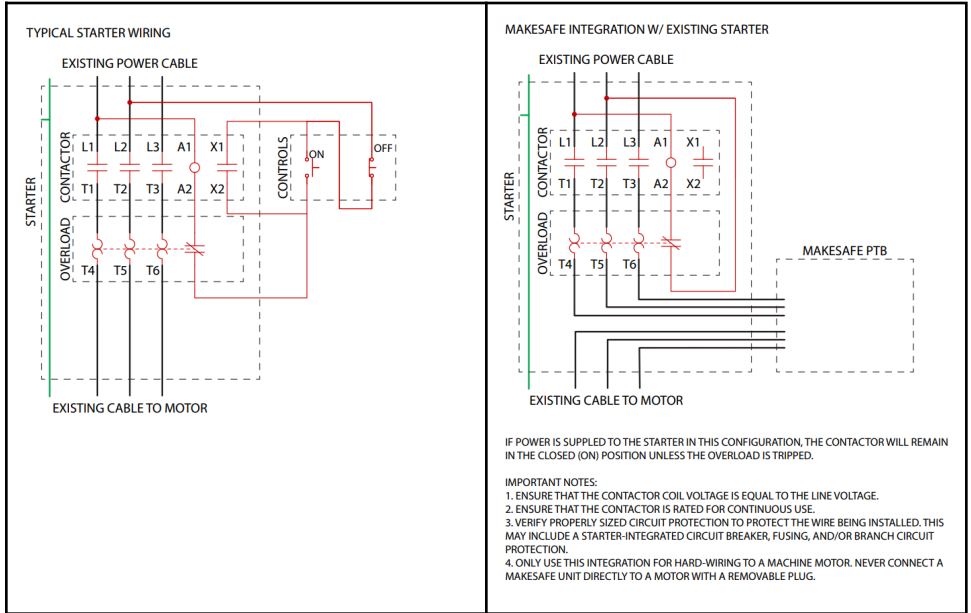 TYPICAL STARTER WIRING
EXISTING POWER CABLE
STARTER
CONTACTOR
L1 L2 L3 A1 X1
T1 T2 T3 A2 X2
CONTROLS
ON
OFF
OVERLOAD
T4 T5 T6
EXISTING CABLE TO MOTOR
MAKESAFE INTEGRATION W/ EXISTING STARTER
EXISTING POWER CABLE
STARTER
CONTACTOR
L1 L2 L3 A1 X1
T1 T2 T3 A2 X2
OVERLOAD
T4 T5 T6
MAKESAFE PTB
EXISTING CABLE TO MOTOR
IF POWER IS SUPPLED TO THE STARTER IN THIS CONFIGURATION, THE CONTACTOR WILL REMAIN
IN THE CLOSED (ON) POSITION UNLESS THE OVERLOAD IS TRIPPED.
IMPORTANT NOTES:
1. ENSURE THAT THE CONTACTOR COIL VOLTAGE IS EQUAL TO THE LINE VOLTAGE.
2. ENSURE THAT THE CONTACTOR IS RATED FOR CONTINUOUS USE.
3. VERIFY PROPERLY SIZED CIRCUIT PROTECTION TO PROTECT THE WIRE BEING INSTALLED. THIS
MAY INCLUDE A STARTER-INTEGRATED CIRCUIT BREAKER, FUSING, AND/OR BRANCH CIRCUIT
PROTECTION.
4. ONLY USE THIS INTEGRATION FOR HARD-WIRING TO A MACHINE MOTOR. NEVER CONNECT A
MAKESAFE UNIT DIRECTLY TO A MOTOR WITH A REMOVABLE PLUG.